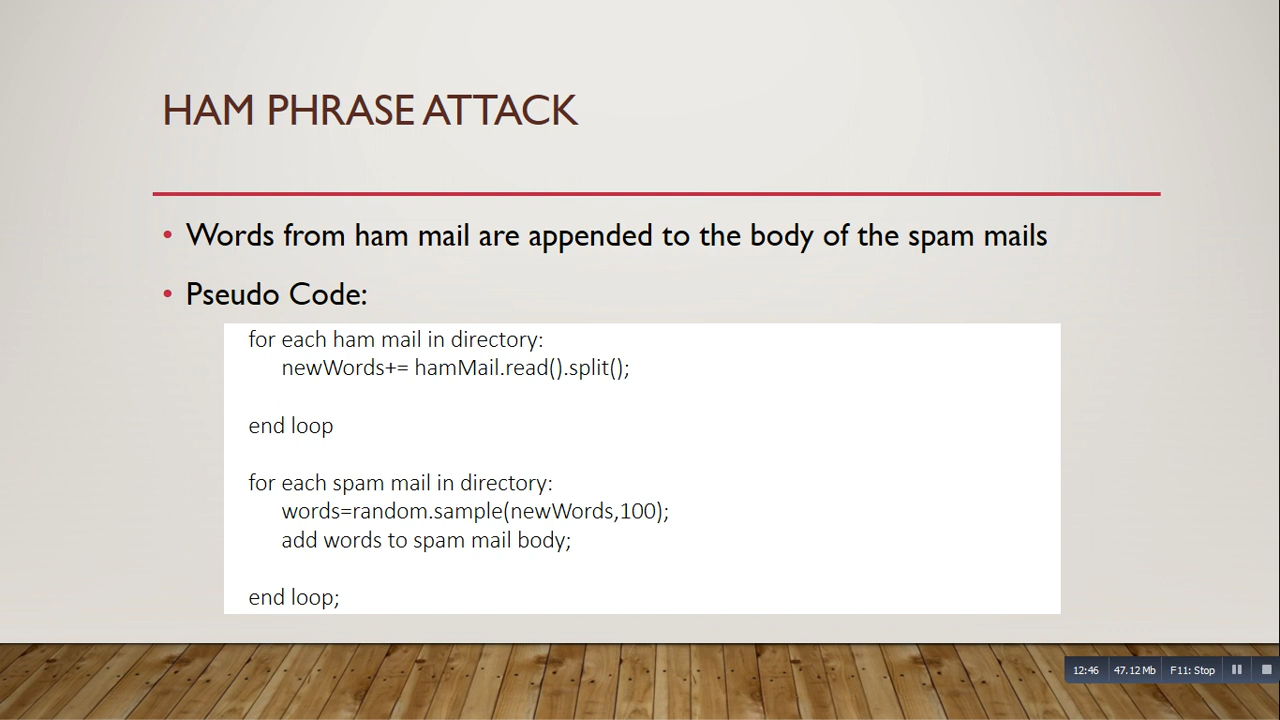 HAM PHRASE ATTACK
• Words from ham mail are appended to the body of the spam mails
• Pseudo Code:
for each ham mail in directory:
newWords+= hamMail.read().split();
end loop
for each spam mail in directory:
words=random.sample(newWords,100);
add words to spam mail body;
end loop;
12:46 47.12 Mb F11: Stop